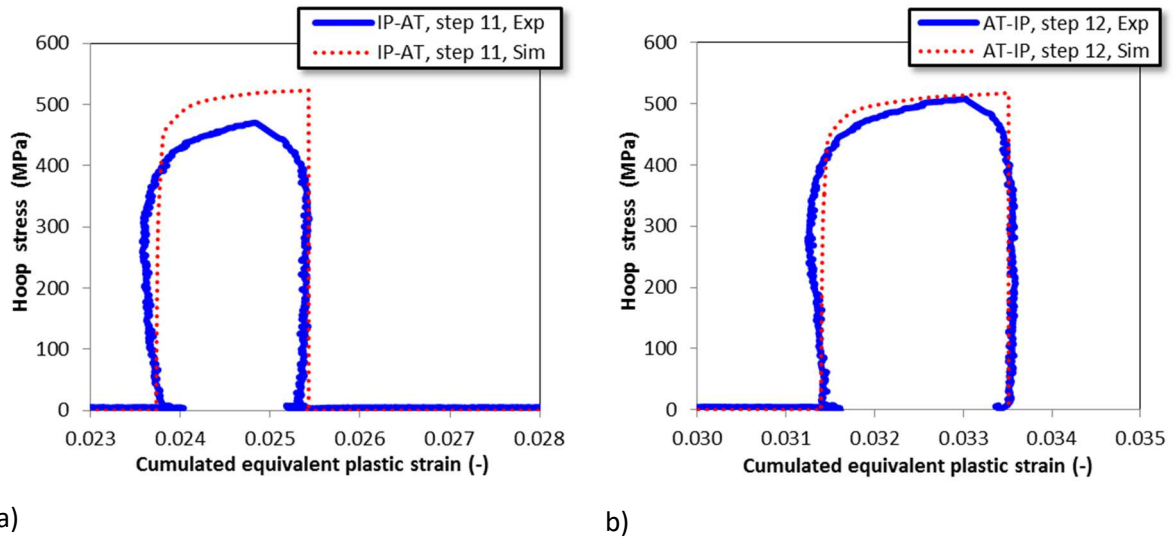 IP-AT, step 11, Exp
IP-AT, step 11, Sim
600
500
400
300
200
100
0
Hoop stress (MPa)
0.023 0.024 0.025 0.026 0.027 0.028
Cumulated equivalent plastic strain (-)
a)
AT-IP, step 12, Exp
AT-IP, step 12, Sim
600
500
400
300
200
100
0
Hoop stress (MPa)
0.030 0.031 0.032 0.033 0.034 0.035
Cumulated equivalent plastic strain (-)
b)